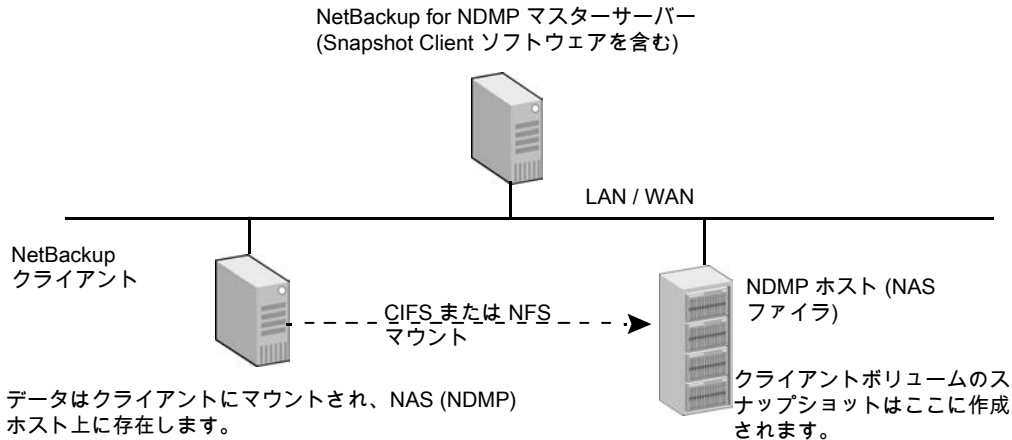 NetBackup for NDMP マスターサーバー
(Snapshot Client ソフトウェアを含む)
LAN / WAN
NetBackup
クライアント
CIFS または NFS
マウント
NDMP ホスト (NAS
ファイラ)
データはクライアントにマウントされ、NAS (NDMP)
ホスト上に存在します。
クライアントボリュームのス
ナップショットはここに作成
されます。